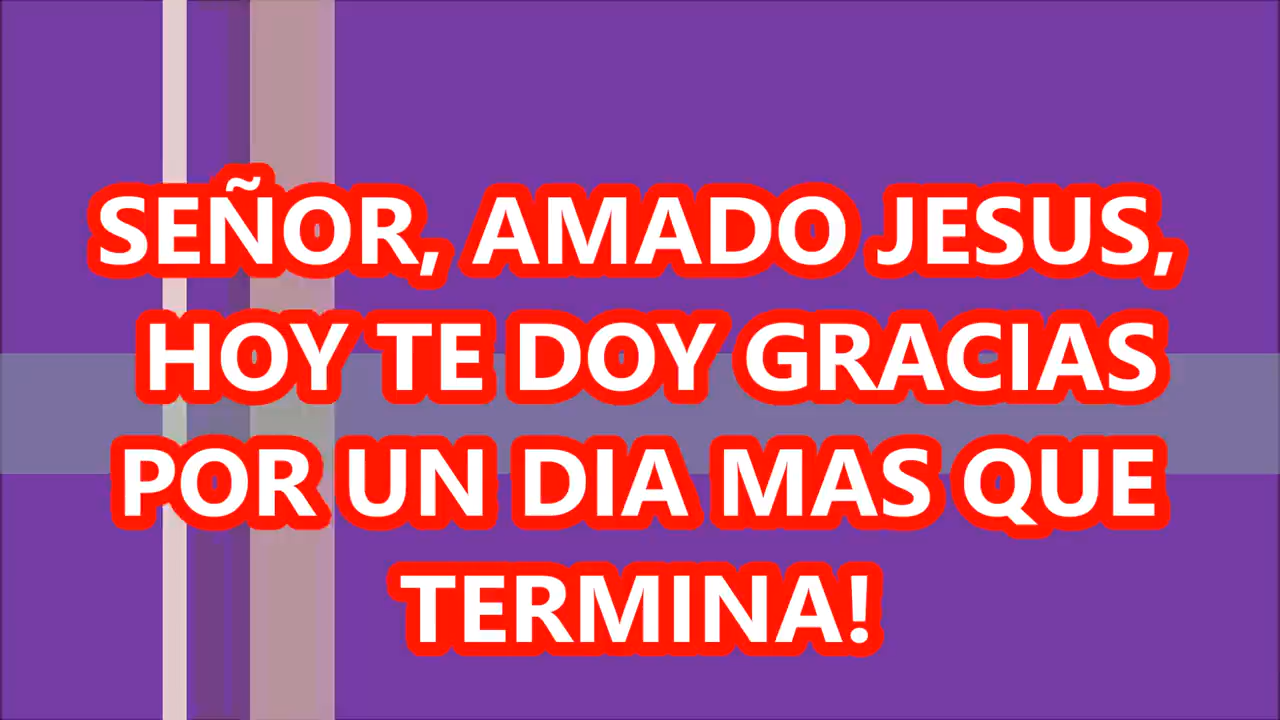 SEÑOR, AMADO JESUS,
HOY TE DOY GRACIAS
POR UN DIA MAS QUE
TERMINA!